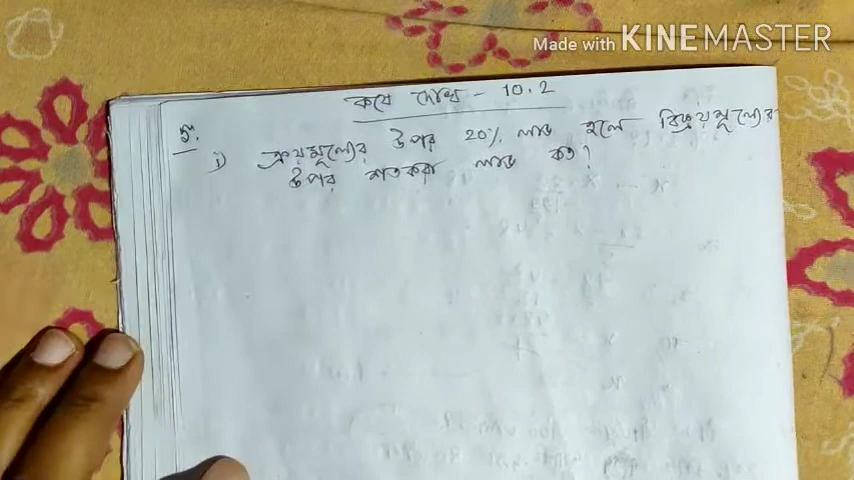 Made with KINEMASTER
কষে দেখি - 10.2
5.
i) ক্রয়মূল্যের উপর 20% লাভ হলে বিক্রয়মূল্যের
উপর শতকরা লাভ কত?